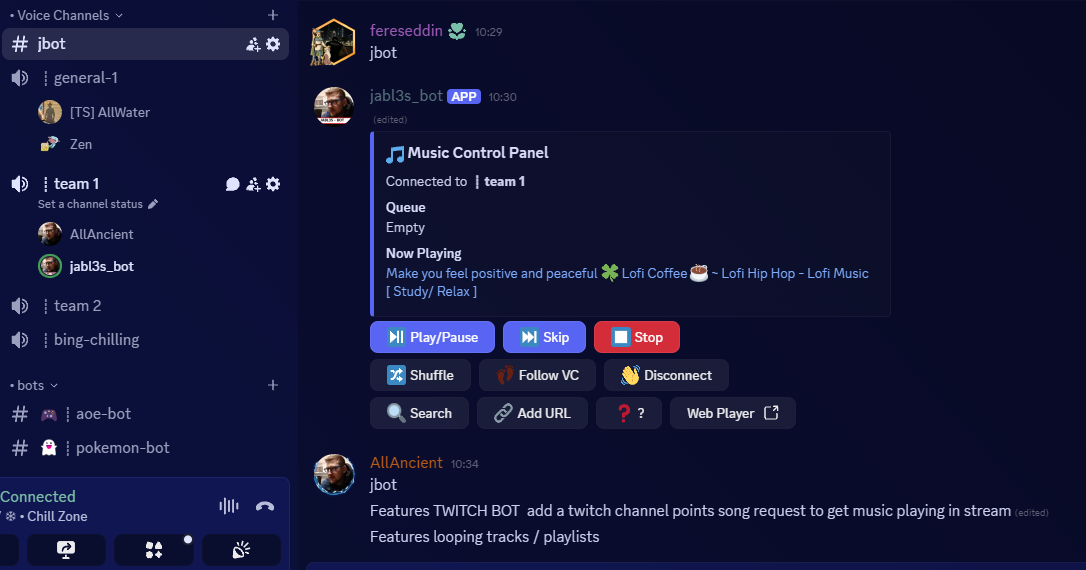 • Voice Channels
# jbot
general-1
[TS] AllWater
Zen
team 1
Set a channel status
AllAncient
jabl3s_bot
team 2
bing-chilling
• bots
# aoe-bot
# pokemon-bot
Connected
/ ❄ • Chill Zone
fereseddin 10:29
jbot
jabl3s_bot APP 10:30
(edited)
🎵 Music Control Panel
Connected to ┊team 1
Queue
Empty
Now Playing
Make you feel positive and peaceful 🍀 Lofi Coffee ☕ ~ Lofi Hip Hop - Lofi Music
[ Study/ Relax ]
Play/Pause Skip Stop
Shuffle Follow VC Disconnect
Search Add URL ❓ ? Web Player
AllAncient 10:34
jbot
Features TWITCH BOT add a twitch channel points song request to get music playing in stream (edited)
Features looping tracks / playlists